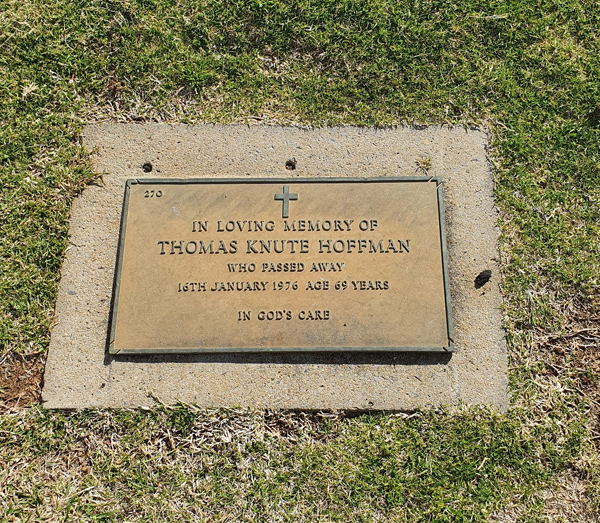 270
IN LOVING MEMORY OF
THOMAS KNUTE HOFFMAN
WHO PASSED AWAY
16TH JANUARY 1976 AGE 69 YEARS
IN GOD'S CARE